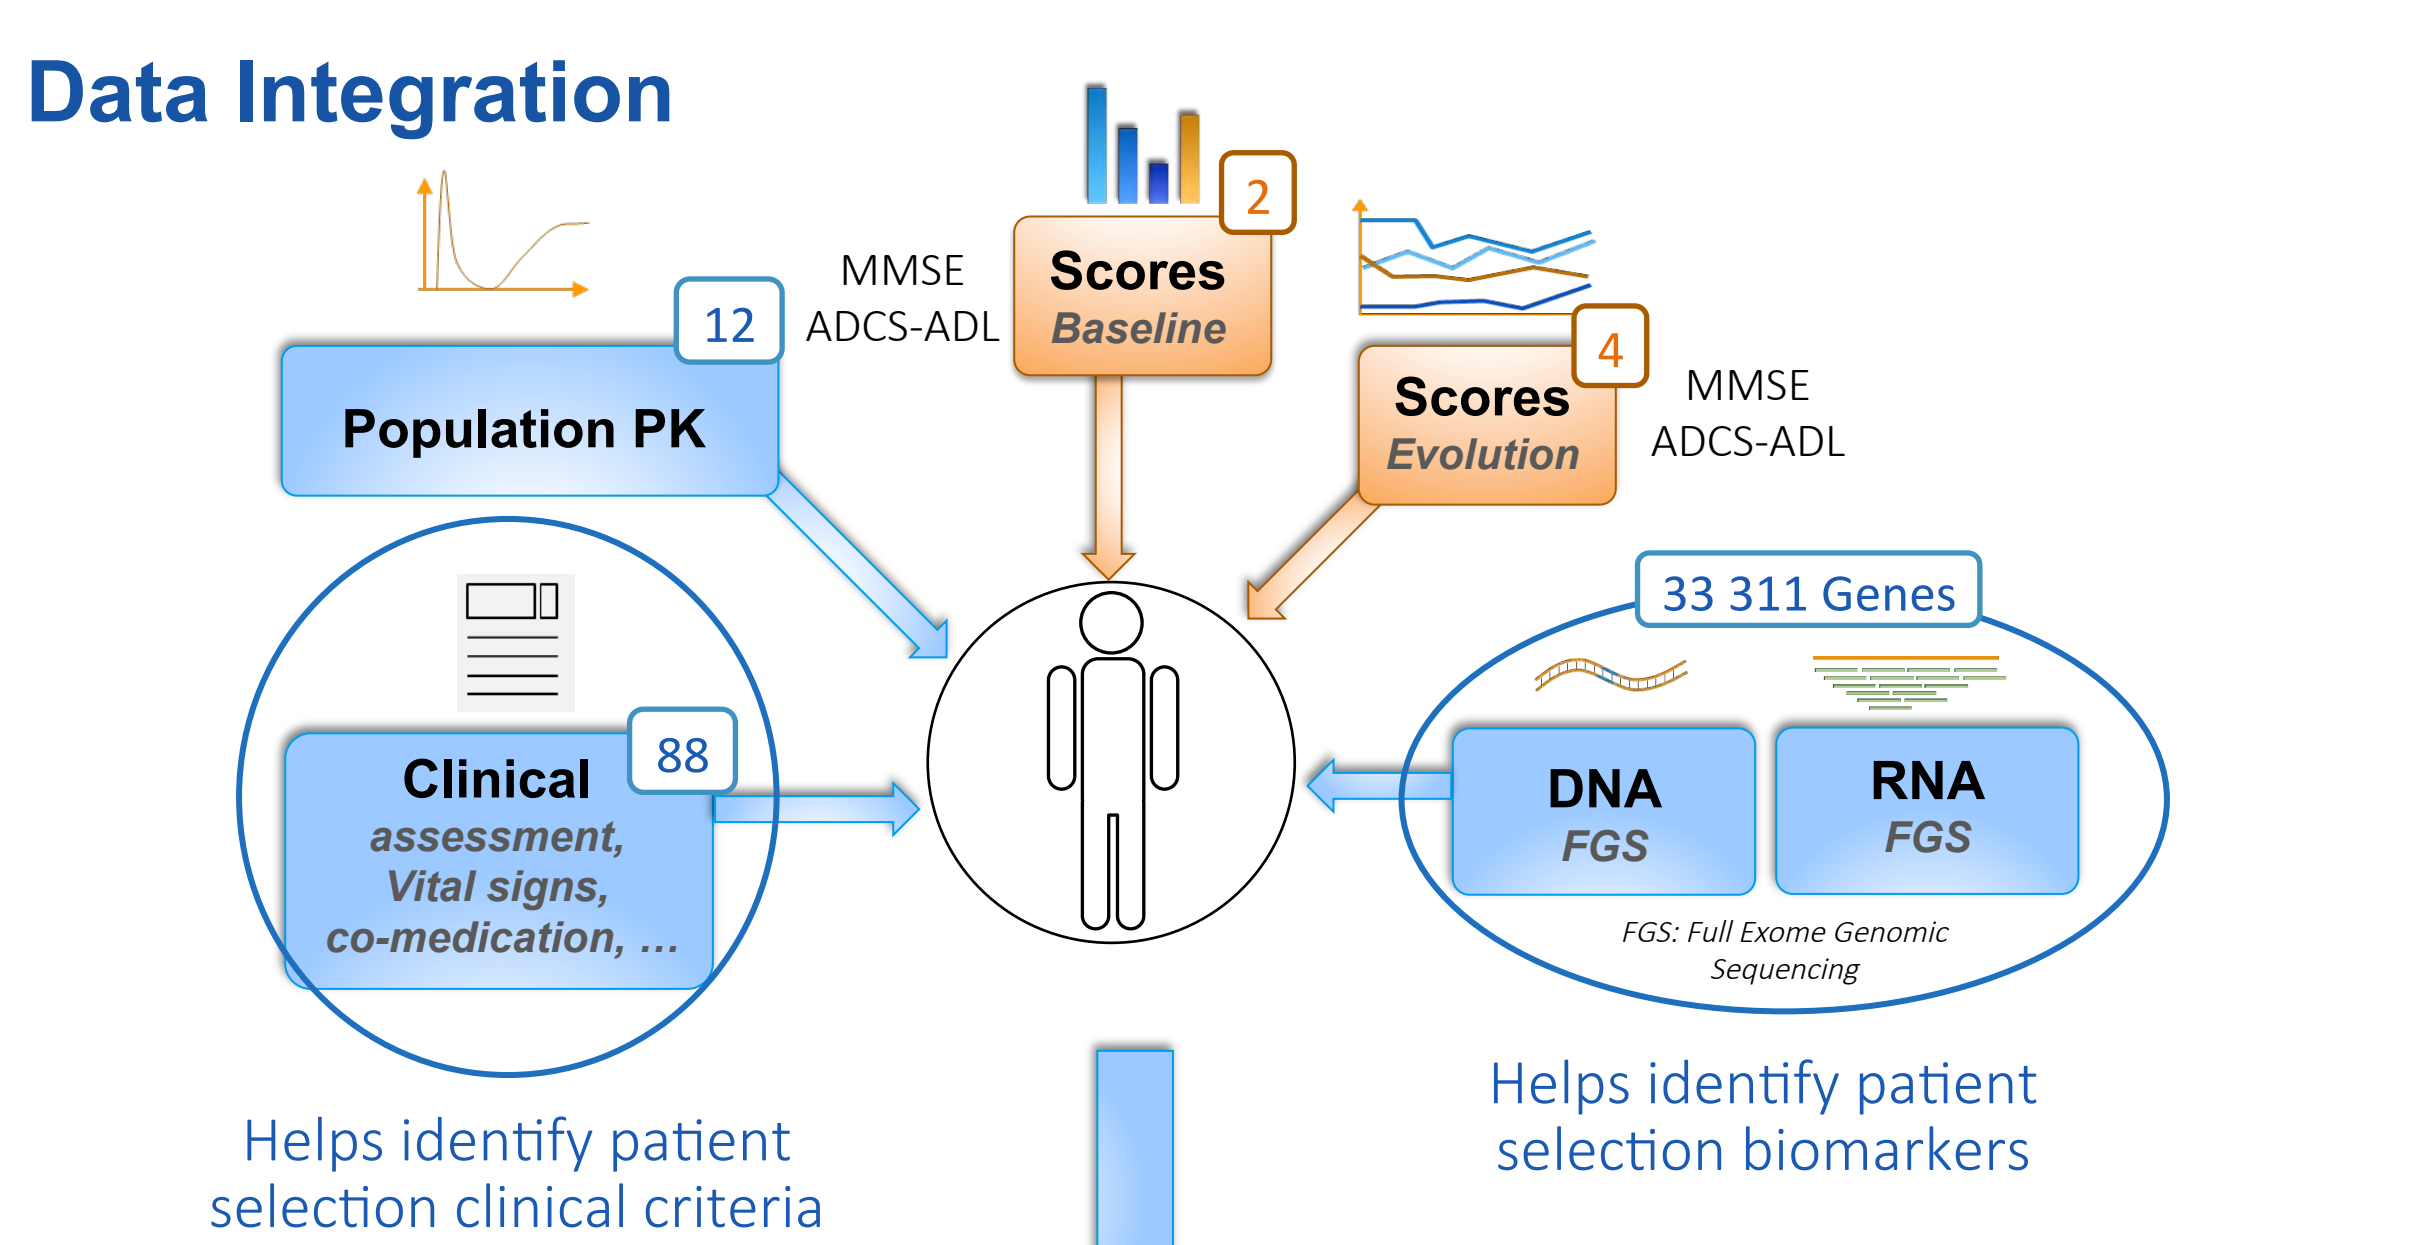 Data Integration
2
MMSE
ADCS-ADL
Scores
Baseline
12
Population PK
4
Scores
Evolution
MMSE
ADCS-ADL
88
Clinical
assessment,
Vital signs,
co-medication, ...
33 311 Genes
DNA
FGS
RNA
FGS
FGS: Full Exome Genomic
Sequencing
Helps identify patient
selection clinical criteria
Helps identify patient
selection biomarkers